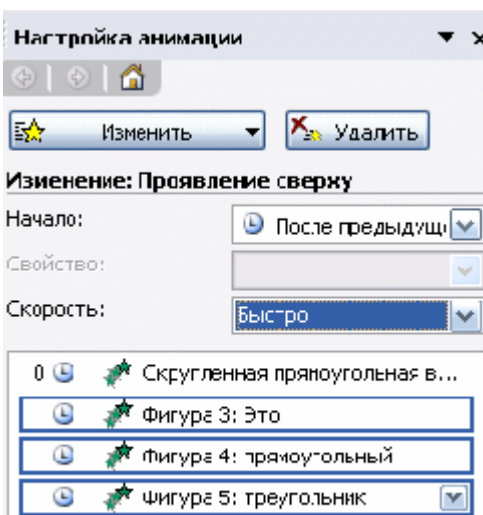 Настройка анимации
Изменить
Удалить
Изменение: Проявление сверху
Начало:
После предыдущ
Свойство:
Скорость:
Быстро
0 Скругленная прямоугольная в...
Фигура 3: Это
Фигура 4: прямоугольный
Фигура 5: треугольник